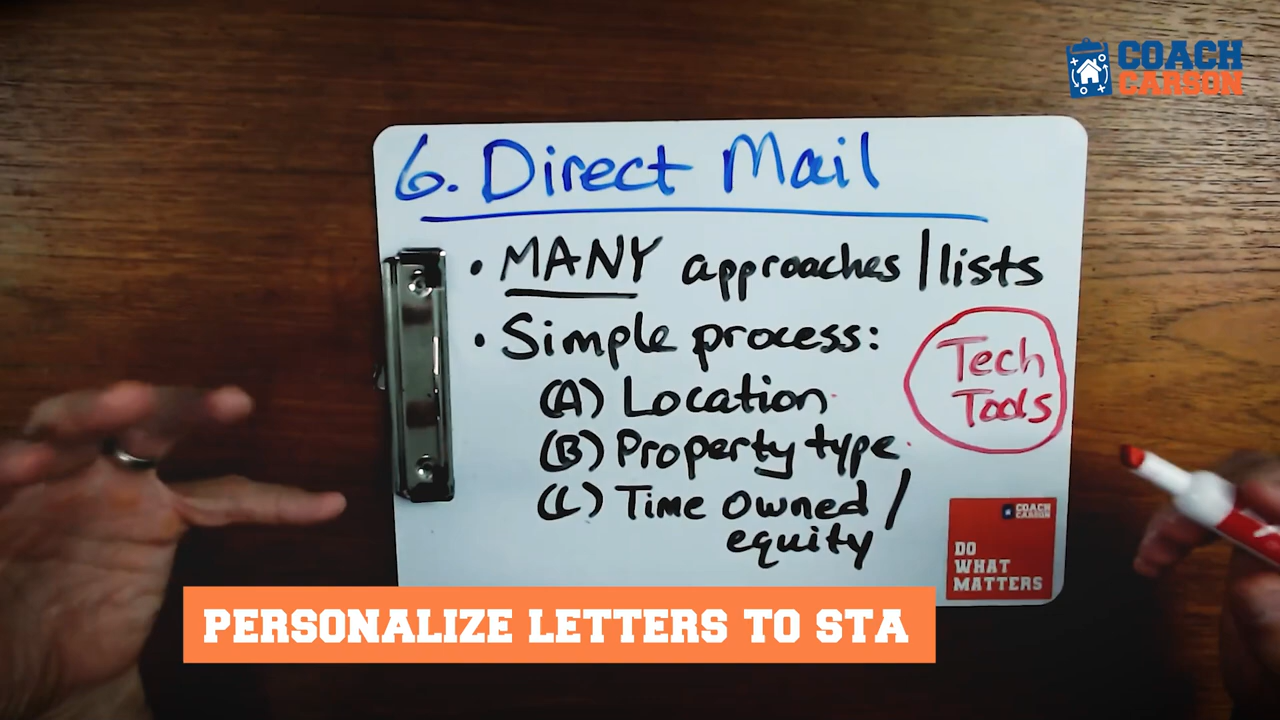 COACH
CARSON
6. Direct Mail
• MANY approaches/lists
• Simple process:
(A) Location
(B) Property type
(C) Time owned/
equity
Tech
Tools
COACH
CARSON
DO
WHAT
MATTERS
PERSONALIZE LETTERS TO STA